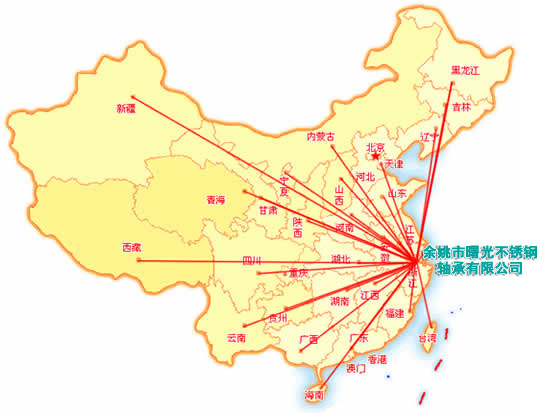 黑龙江
新疆
吉林
内蒙古
辽宁
北京
天津
河北
宁夏
山西
山东
香海
甘肃
陕西
河南
江苏
西藏
四川
湖北
安徽
余姚市曙光不锈钢
轴承有限公司
重庆
浙江
湖南
江西
贵州
福建
云南
广西
广东
台湾
香港
澳门
海南